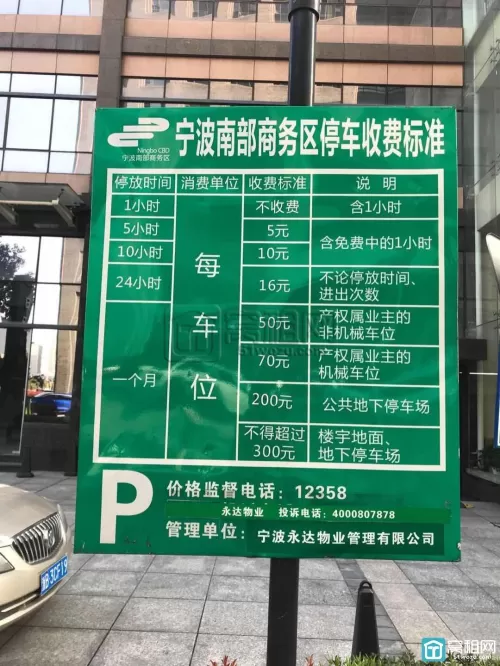 宁波南部商务区停车收费标准
Ningbo CBD
宁波南部商务区
停放时间 消费单位 收费标准 说 明
1小时 不收费 含1小时
5小时 5元 含免费中的1小时
10小时 10元
24小时 16元 不论停放时间、
进出次数
每车位
一个月 50元 产权属业主的
非机械车位
70元 产权属业主的
机械车位
200元 公共地下停车场
不得超过
300元 楼宇地面、
地下停车场
P
价格监督电话：12358
永达物业 投诉电话：4000807878
管理单位：宁波永达物业管理有限公司
窝租网
51wozu.com
窝租网